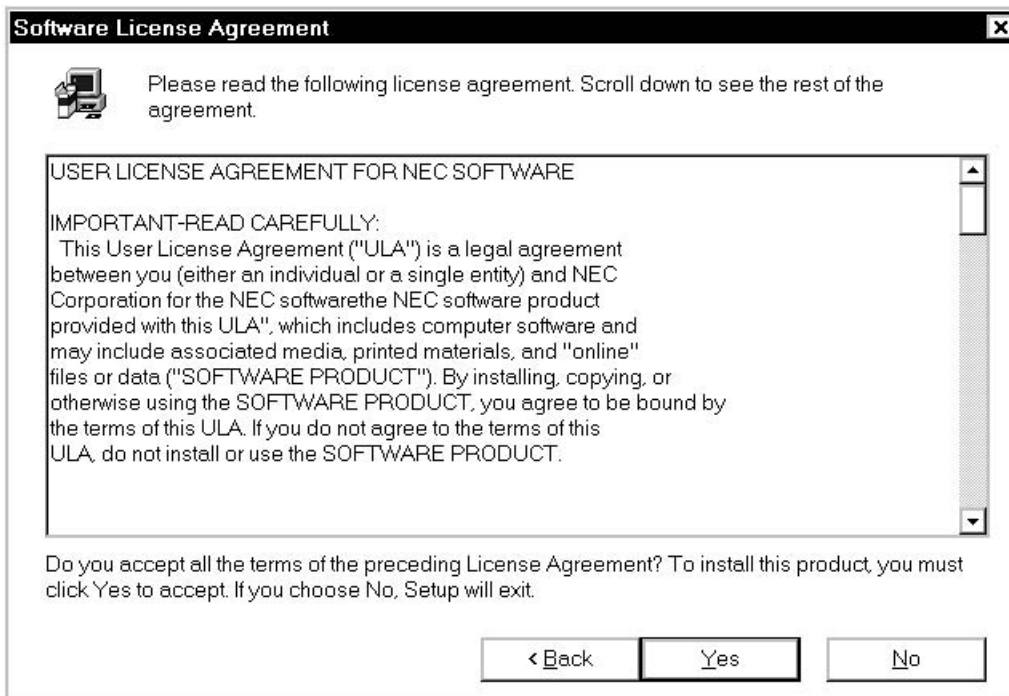 Software License Agreement
Please read the following license agreement. Scroll down to see the rest of the
agreement.
USER LICENSE AGREEMENT FOR NEC SOFTWARE
IMPORTANT-READ CAREFULLY:
This User License Agreement ("ULA") is a legal agreement
between you (either an individual or a single entity) and NEC
Corporation for the NEC softwarethe NEC software product
provided with this ULA", which includes computer software and
may include associated media, printed materials, and "online"
files or data ("SOFTWARE PRODUCT"). By installing, copying, or
otherwise using the SOFTWARE PRODUCT, you agree to be bound by
the terms of this ULA. If you do not agree to the terms of this
ULA, do not install or use the SOFTWARE PRODUCT.
Do you accept all the terms of the preceding License Agreement? To install this product, you must
click Yes to accept. If you choose No, Setup will exit.
< Back Yes No